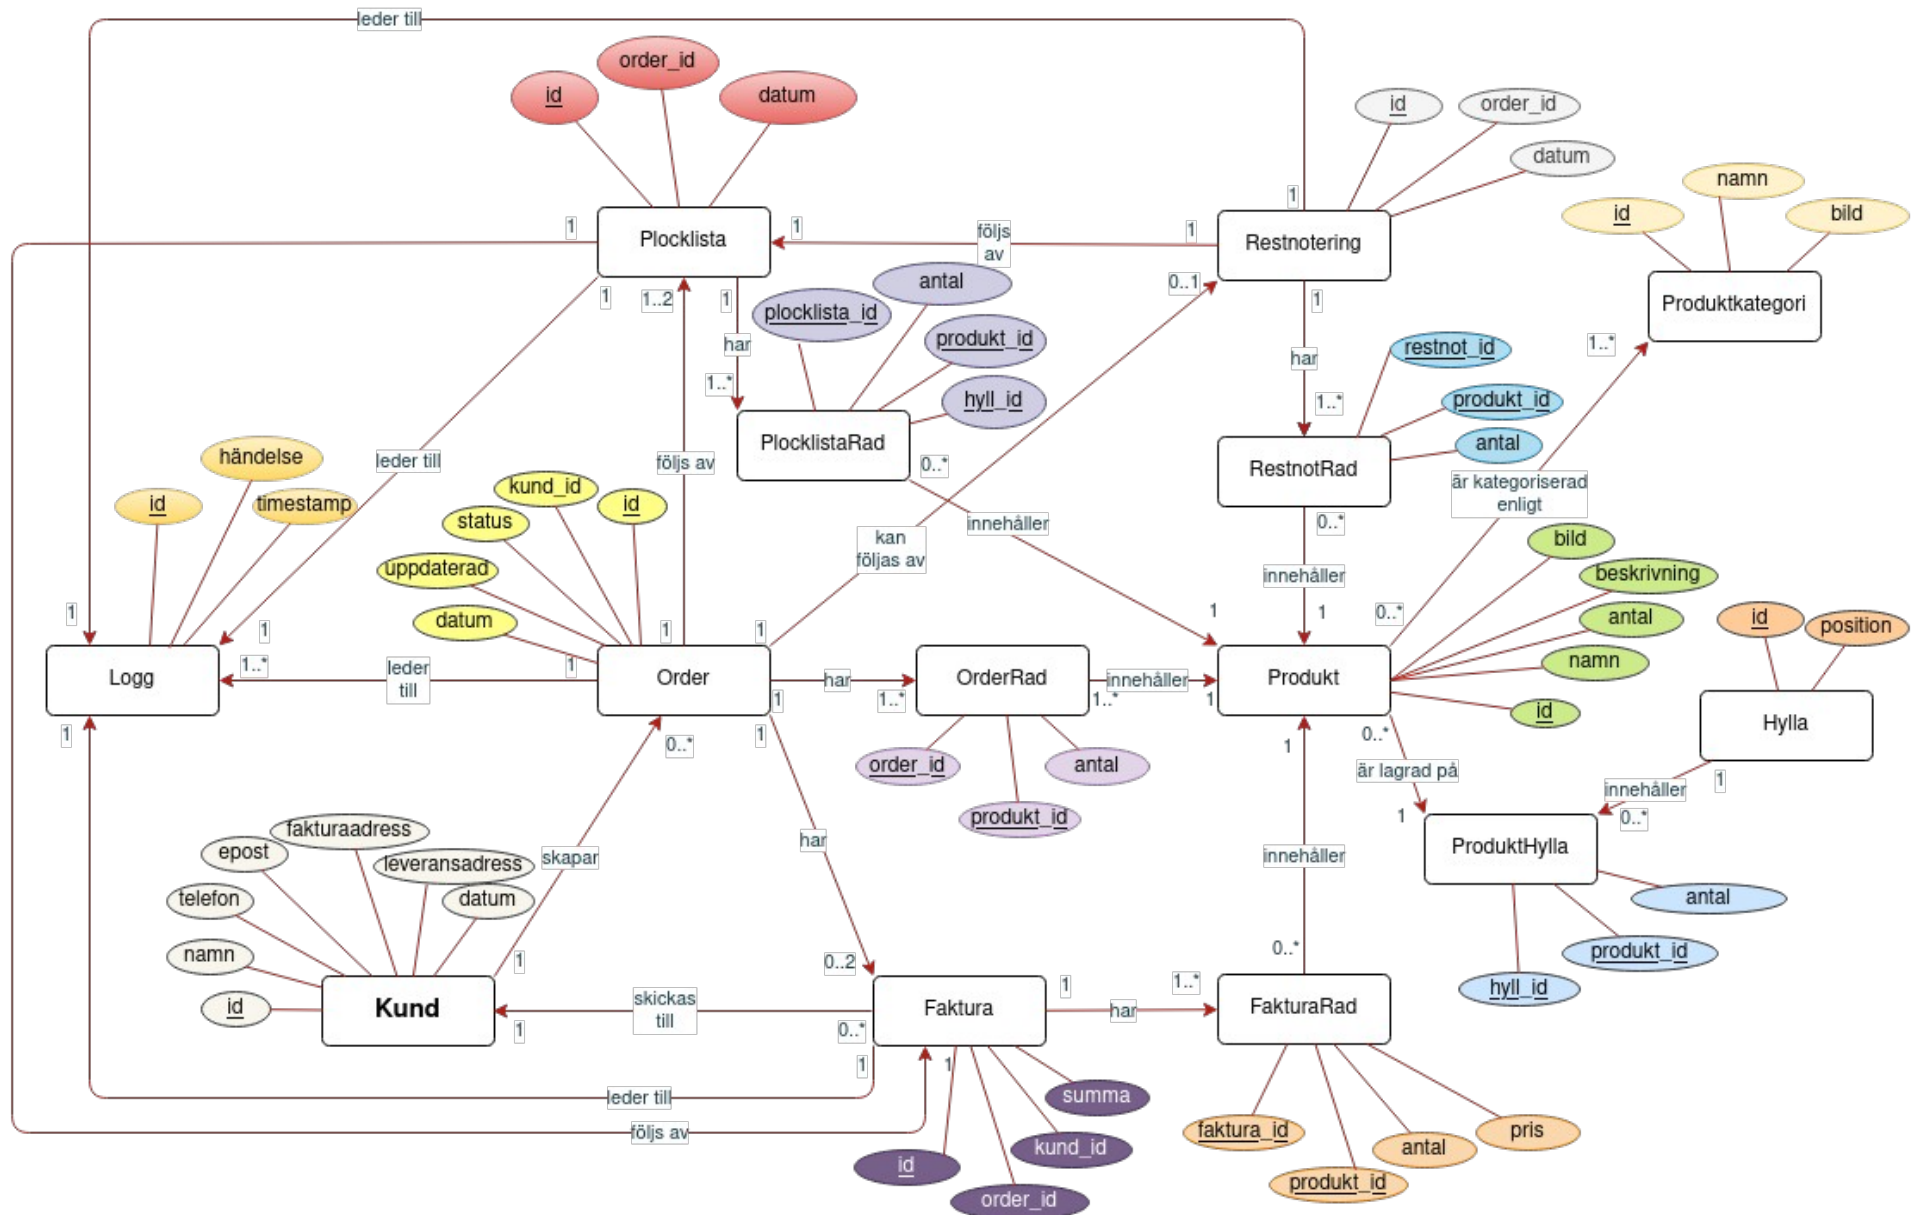 leder till
order_id
id
datum
id
order_id
datum
namn
id
bild
1
1
1
följs
av
1
1
Plocklista
Restnotering
Produktkategori
1
1..2
1
antal
0..1
1
plocklista_id
har
produkt_id
har
restnot_id
1..*
1..*
hyll_id
1..*
produkt_id
PlocklistaRad
antal
RestnotRad
händelse
leder till
följs av
0..*
id
timestamp
kund_id
id
status
innehåller
0..*
är kategoriserad
enligt
kan
följas av
bild
uppdaterad
innehåller
beskrivning
datum
1
1
1
1
1
1
0..*
antal
id
position
1..*
leder
till
1
namn
Logg
Order
har
OrderRad
innehåller
Produkt
1
1..*
1..*
1
id
Hylla
1
0..*
1
1
0..*
order_id
antal
är lagrad på
1
innehåller
produkt_id
1
0..*
fakturaadress
epost
leveransadress
skapar
har
innehåller
ProduktHylla
telefon
datum
antal
namn
1
0..2
0..*
produkt_id
id
Kund
skickas
till
1
0..*
Faktura
1
har
1..*
FakturaRad
hyll_id
1
1
leder till
summa
följs av
faktura_id
pris
id
kund_id
antal
order_id
produkt_id